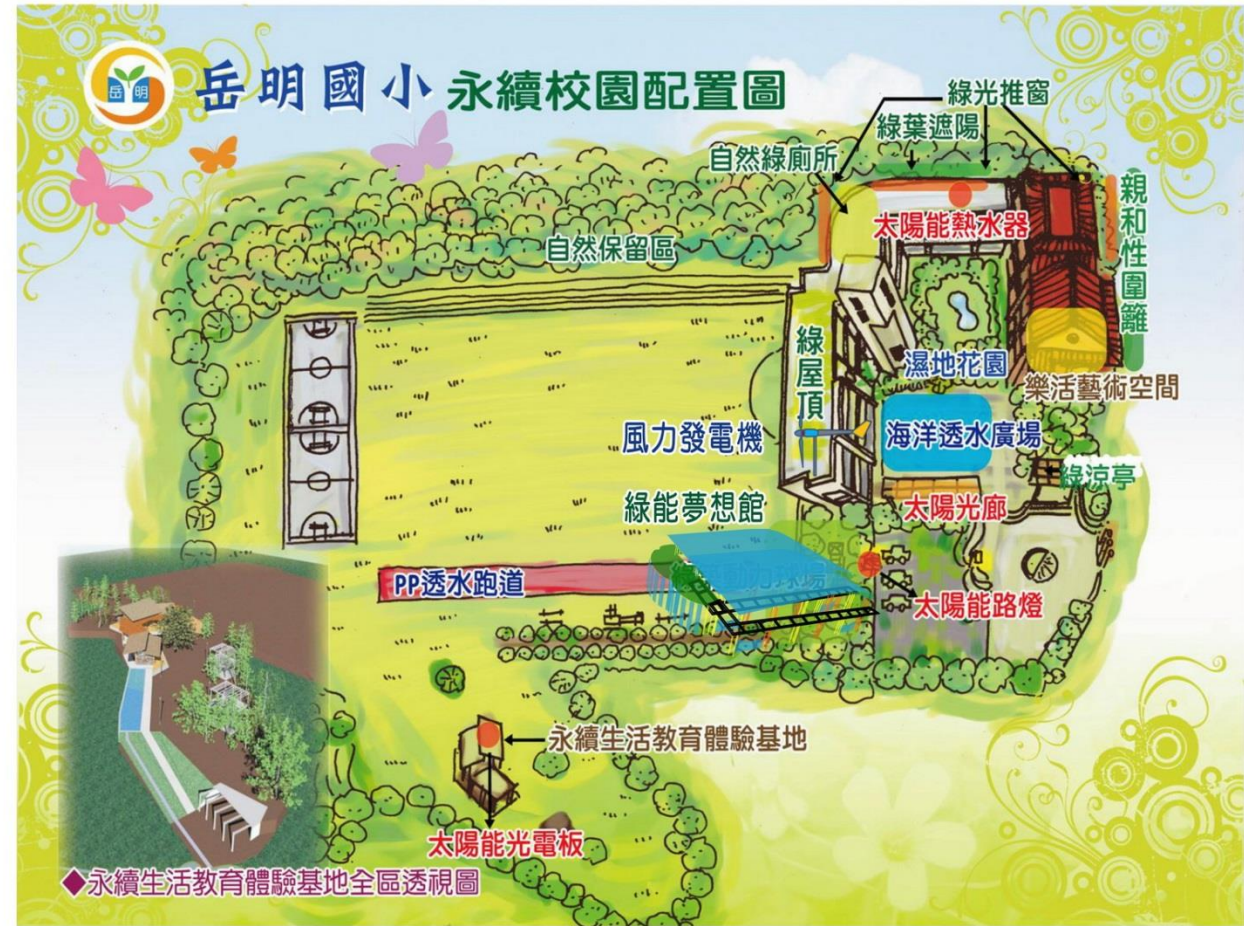 岳明
岳明國小 永續校園配置圖
綠光推窗
綠葉遮陽
自然綠廁所
太陽能熱水器
親和性圍籬
自然保留區
綠屋頂
濕地花園
樂活藝術空間
風力發電機
海洋透水廣場
綠涼亭
綠能夢想館
太陽光廊
動力球場
PP透水跑道
太陽能路燈
永續生活教育體驗基地
太陽能光電板
◆永續生活教育體驗基地全區透視圖